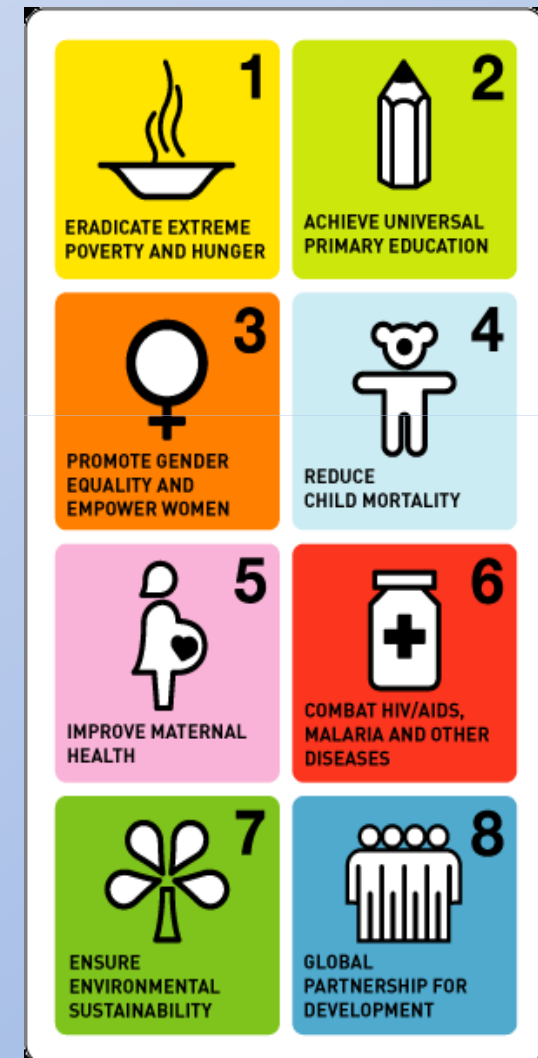 1
ERADICATE EXTREME
POVERTY AND HUNGER
2
ACHIEVE UNIVERSAL
PRIMARY EDUCATION
3
PROMOTE GENDER
EQUALITY AND
EMPOWER WOMEN
4
REDUCE
CHILD MORTALITY
5
IMPROVE MATERNAL
HEALTH
6
COMBAT HIV/AIDS,
MALARIA AND OTHER
DISEASES
7
ENSURE
ENVIRONMENTAL
SUSTAINABILITY
8
GLOBAL
PARTNERSHIP FOR
DEVELOPMENT